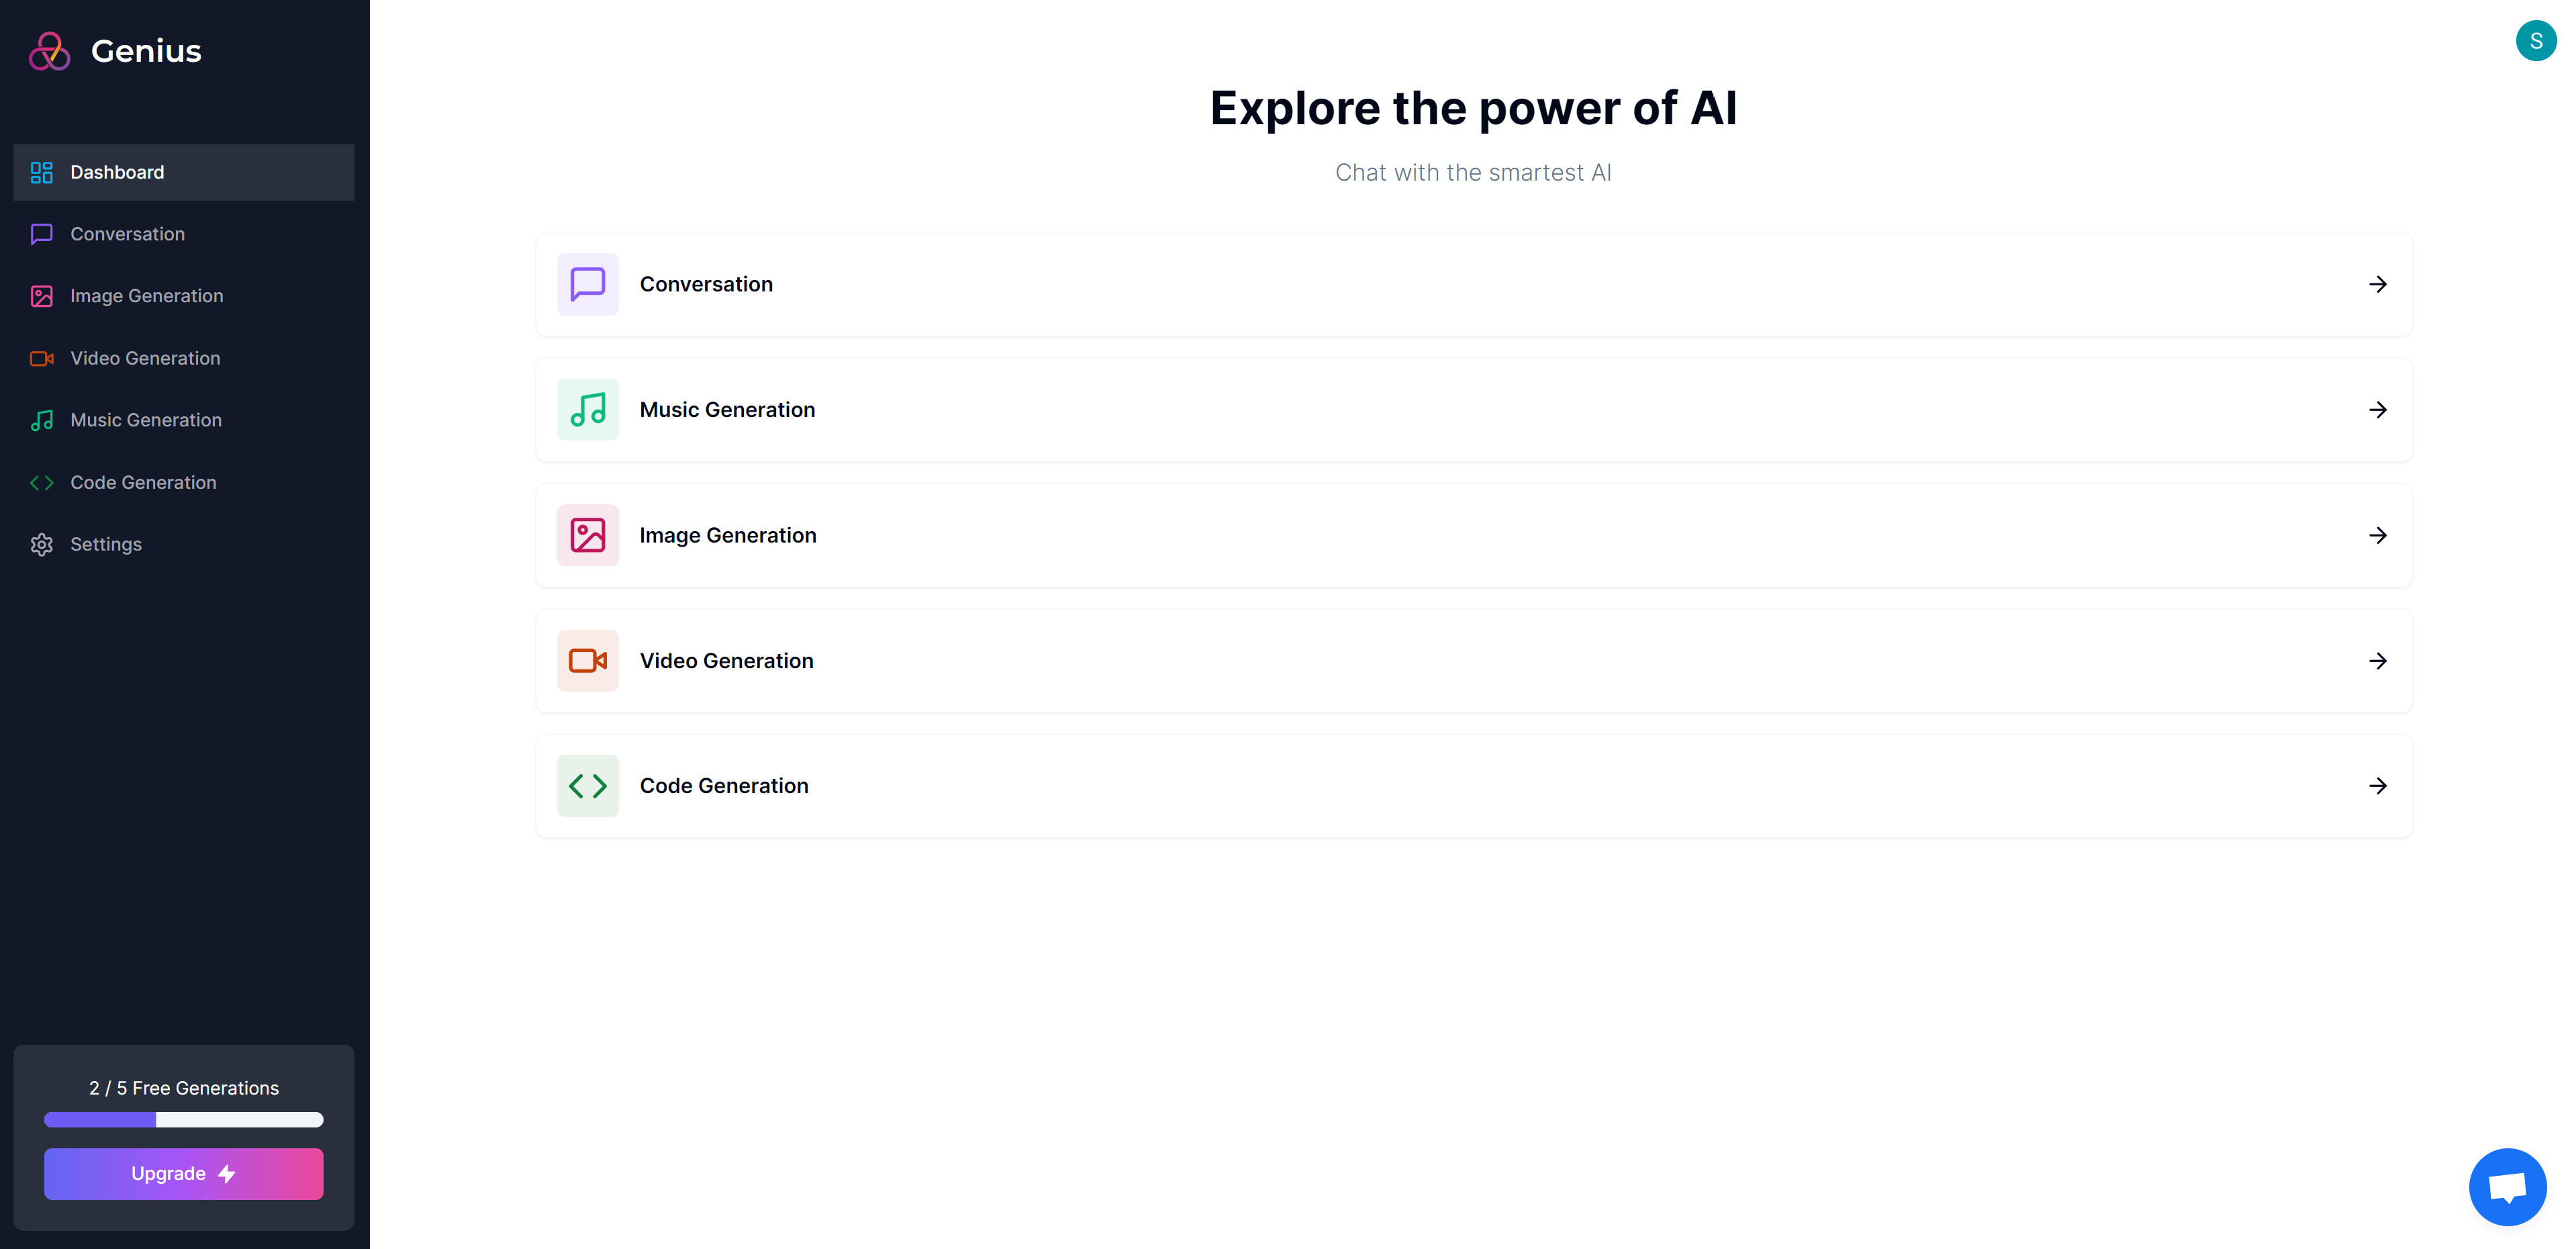 Genius
Dashboard
Conversation
Image Generation
Video Generation
Music Generation
Code Generation
Settings
2 / 5 Free Generations
Upgrade
S
Explore the power of AI
Chat with the smartest AI
Conversation
Music Generation
Image Generation
Video Generation
Code Generation